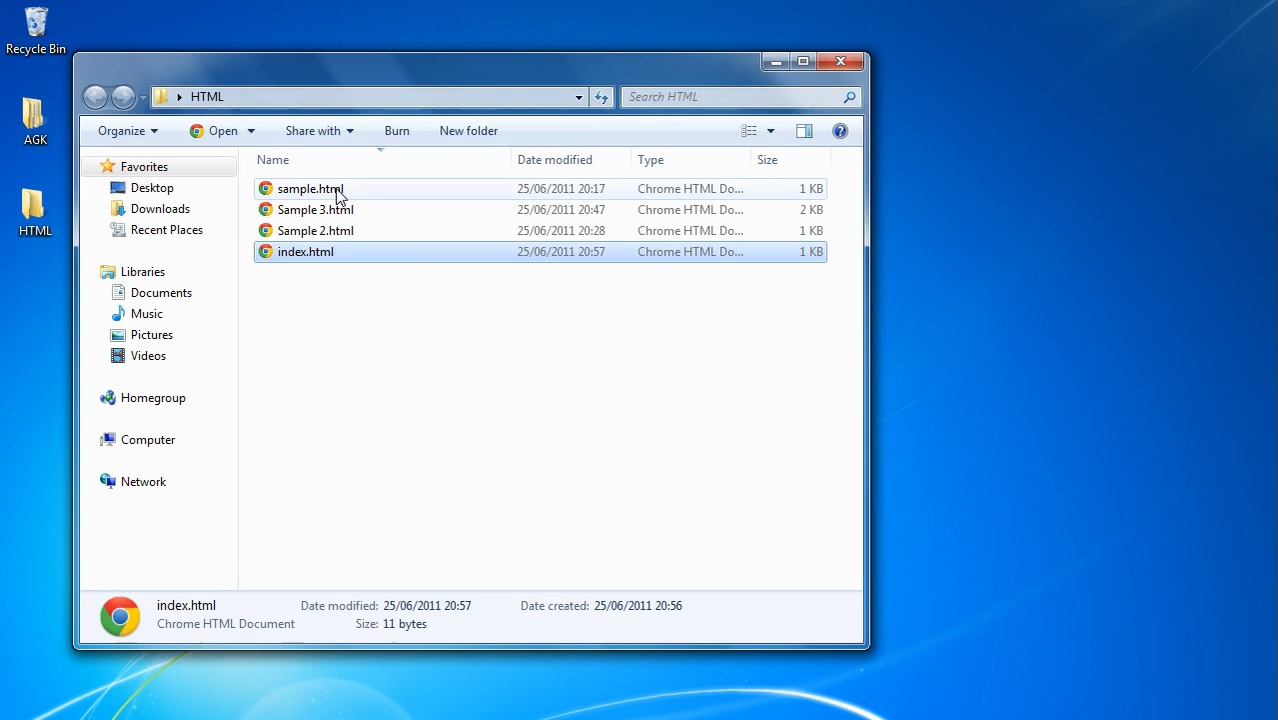 Recycle Bin
AGK
HTML
HTML
Search HTML
Organize Open Share with Burn New folder
Name Date modified Type Size
sample.html 25/06/2011 20:17 Chrome HTML Do... 1 KB
Sample 3.html 25/06/2011 20:47 Chrome HTML Do... 2 KB
Sample 2.html 25/06/2011 20:28 Chrome HTML Do... 1 KB
index.html 25/06/2011 20:57 Chrome HTML Do... 1 KB
Favorites
Desktop
Downloads
Recent Places
Libraries
Documents
Music
Pictures
Videos
Homegroup
Computer
Network
index.html Date modified: 25/06/2011 20:57 Date created: 25/06/2011 20:56
Chrome HTML Document Size: 11 bytes